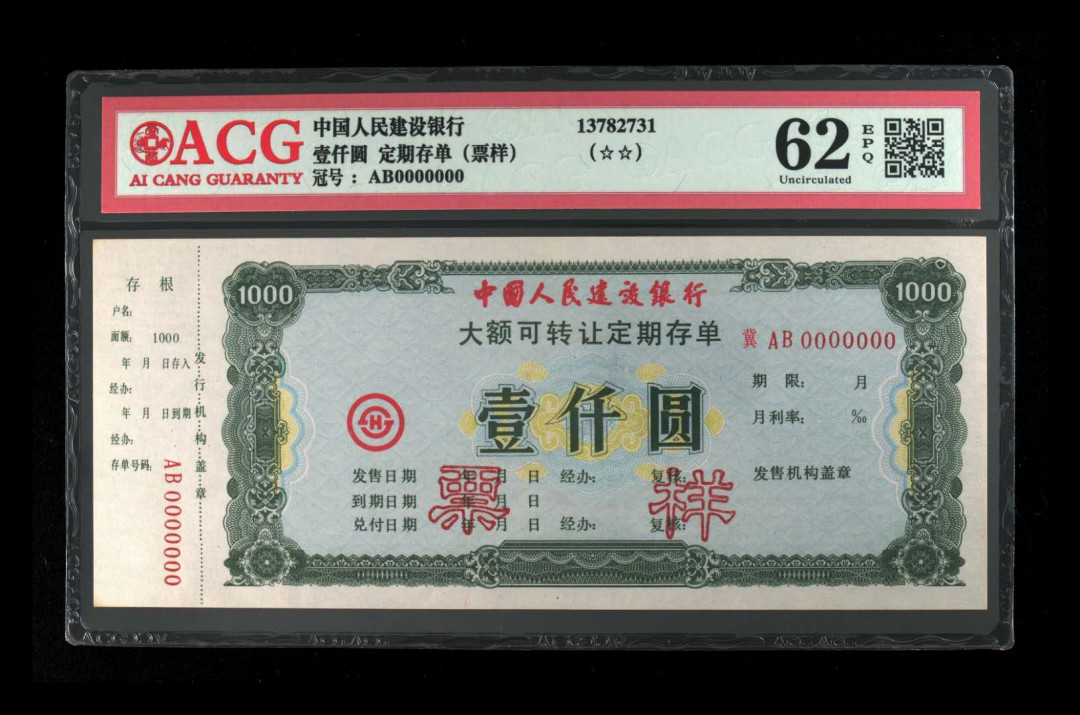 ACG
AI CANG GUARANTY
中国人民建设银行
壹仟圆 定期存单（票样）
冠号：AB0000000
13782731
（☆☆）
62
Uncirculated
EPQ
存 根
户名:
面额: 1000
年 月 日存入
经办:
年 月 日到期
经办:
存单号码:
AB 0000000
发行机构盖章
1000
中國人民建设銀行
1000
大额可转让定期存单
冀 AB 0000000
期 限: 月
月利率: ‰
壹仟圆
发售日期 年 月 日 经办: 复核: 发售机构盖章
到期日期 年 月 日
兑付日期 年 月 日 经办: 复核:
票样